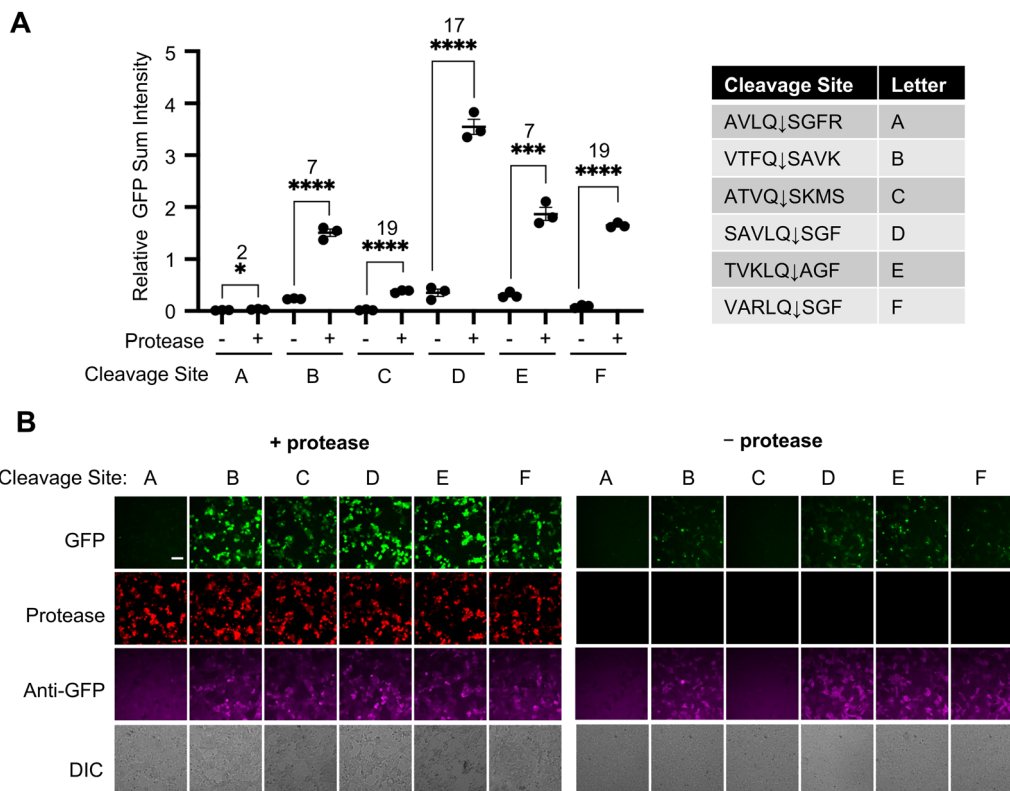 A
Relative GFP Sum Intensity
5
4
3
2
1
0
2
*
7
****
19
****
17
****
7
***
19
****
Protease - + - + - + - + - + - +
Cleavage Site A B C D E F
Cleavage Site Letter
AVLQ↓SGFR A
VTFQ↓SAVK B
ATVQ↓SKMS C
SAVLQ↓SGF D
TVKLQ↓AGF E
VARLQ↓SGF F
B
+ protease − protease
Cleavage Site: A B C D E F A B C D E F
GFP
Protease
Anti-GFP
DIC